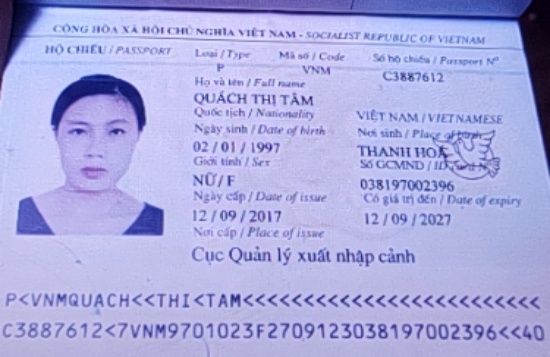 CỘNG HÒA XÃ HỘI CHỦ NGHĨA VIỆT NAM - SOCIALIST REPUBLIC OF VIETNAM
HỘ CHIẾU / PASSPORT Loại / Type Mã số / Code Số hộ chiếu / Passport Nº
P VNM C3887612
Họ và tên / Full name
QUÁCH THỊ TÂM
Quốc tịch / Nationality VIỆT NAM / VIETNAMESE
Ngày sinh / Date of birth Nơi sinh / Place of birth
02 / 01 / 1997 THANH HOÁ
Giới tính / Sex Số GCMND / ID
NỮ / F 038197002396
Ngày cấp / Date of issue Có giá trị đến / Date of expiry
12 / 09 / 2017 12 / 09 / 2027
Nơi cấp / Place of issue
Cục Quản lý xuất nhập cảnh
P<VNMQUACH<<THI<TAM<<<<<<<<<<<<<<<<<<<<<<<<<
C3887612<7VNM9701023F2709123038197002396<<40